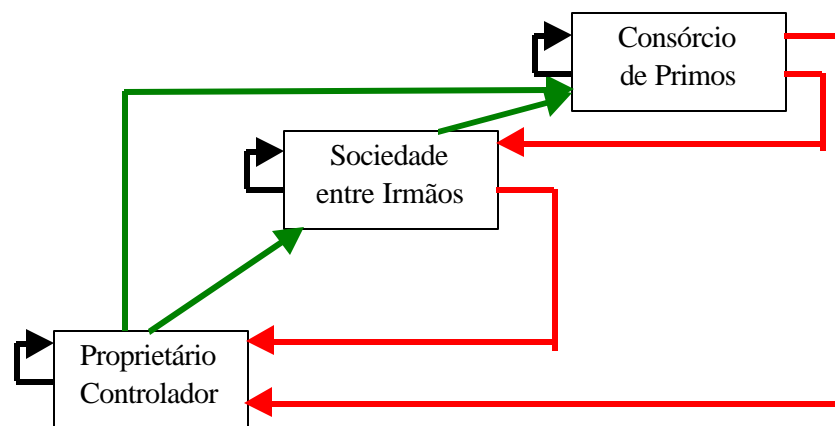 Consórcio
de Primos
Sociedade
entre Irmãos
Proprietário
Controlador